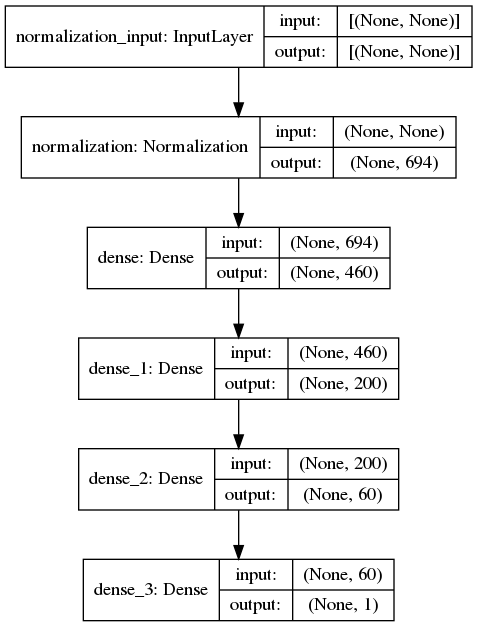 normalization_input: InputLayer
input: [(None, None)]
output: [(None, None)]
normalization: Normalization
input: (None, None)
output: (None, 694)
dense: Dense
input: (None, 694)
output: (None, 460)
dense_1: Dense
input: (None, 460)
output: (None, 200)
dense_2: Dense
input: (None, 200)
output: (None, 60)
dense_3: Dense
input: (None, 60)
output: (None, 1)